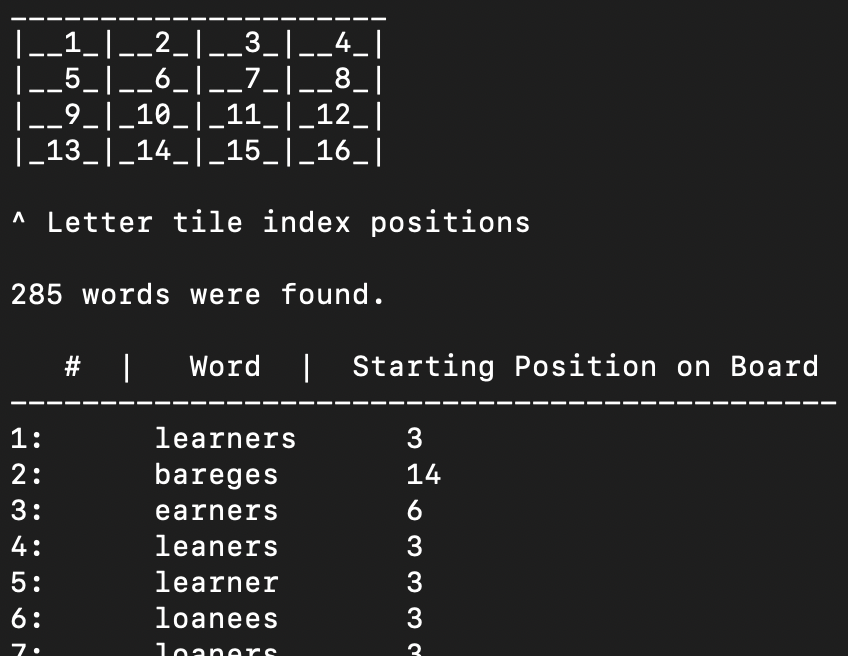 ____________________
|__1_|__2_|__3_|__4_|
|__5_|__6_|__7_|__8_|
|__9_|_10_|_11_|_12_|
|_13_|_14_|_15_|_16_|
^ Letter tile index positions
285 words were found.
# | Word | Starting Position on Board
----------------------------------------------
1: learners 3
2: bareges 14
3: earners 6
4: leaners 3
5: learner 3
6: loanees 3
7: loaners 3